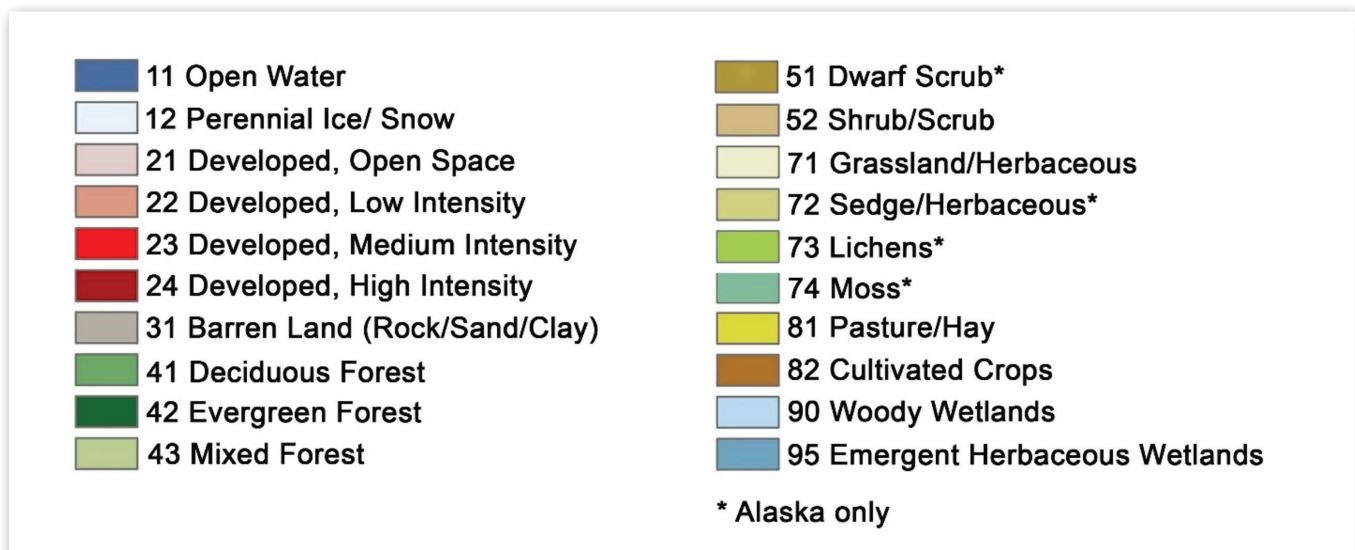 11 Open Water
12 Perennial Ice/ Snow
21 Developed, Open Space
22 Developed, Low Intensity
23 Developed, Medium Intensity
24 Developed, High Intensity
31 Barren Land (Rock/Sand/Clay)
41 Deciduous Forest
42 Evergreen Forest
43 Mixed Forest
51 Dwarf Scrub*
52 Shrub/Scrub
71 Grassland/Herbaceous
72 Sedge/Herbaceous*
73 Lichens*
74 Moss*
81 Pasture/Hay
82 Cultivated Crops
90 Woody Wetlands
95 Emergent Herbaceous Wetlands
* Alaska only